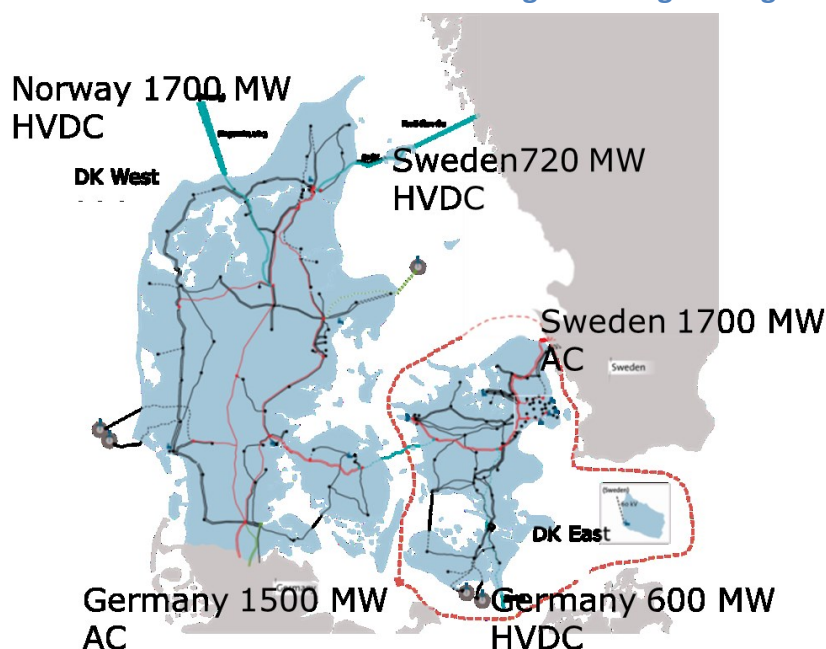 Norway 1700 MW
HVDC
Sweden720 MW
HVDC
DK West
Sweden 1700 MW
AC
Sweden
(Sweden)
DK East
Germany 1500 MW
AC
Germany 600 MW
HVDC